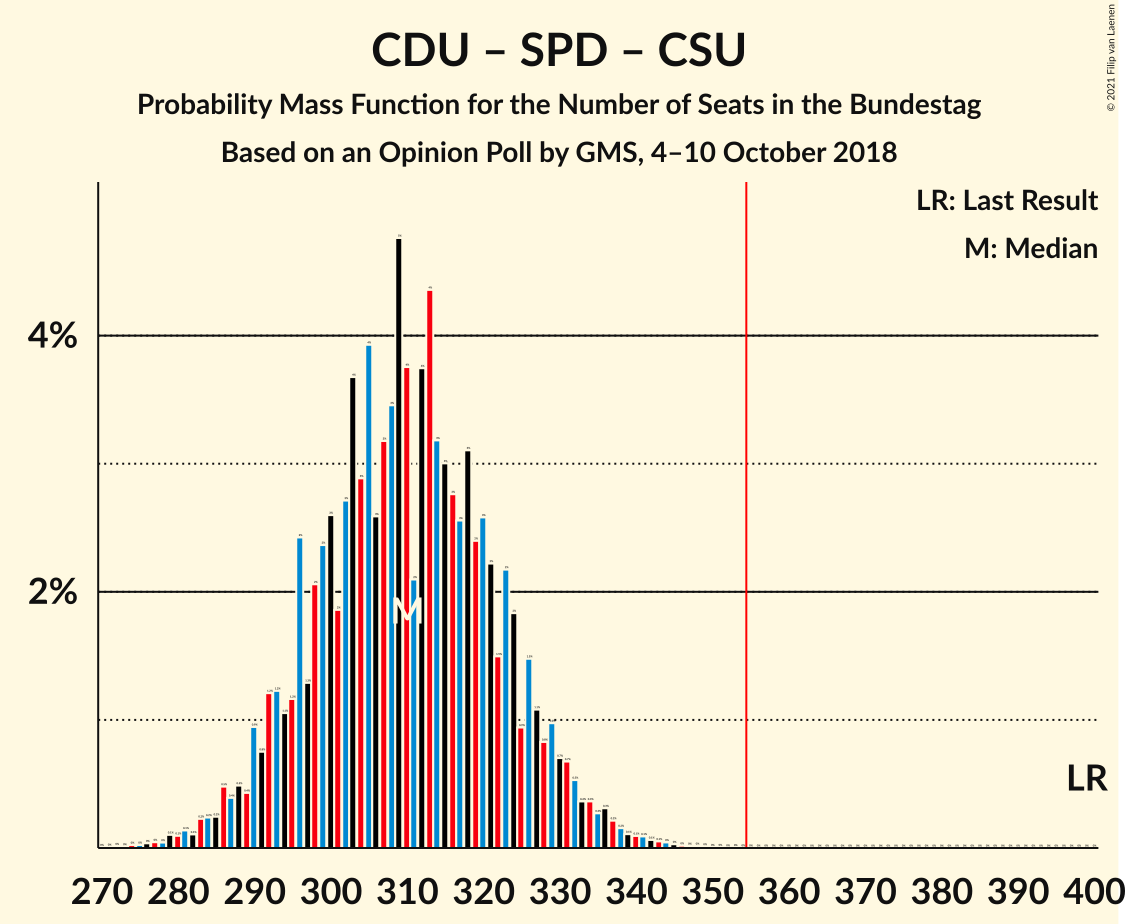 CDU – SPD – CSU
Probability Mass Function for the Number of Seats in the Bundestag
Based on an Opinion Poll by GMS, 4–10 October 2018
© 2021 Filip van Laenen
LR: Last Result
M: Median
4%
2%
M
LR
270 280 290 300 310 320 330 340 350 360 370 380 390 400